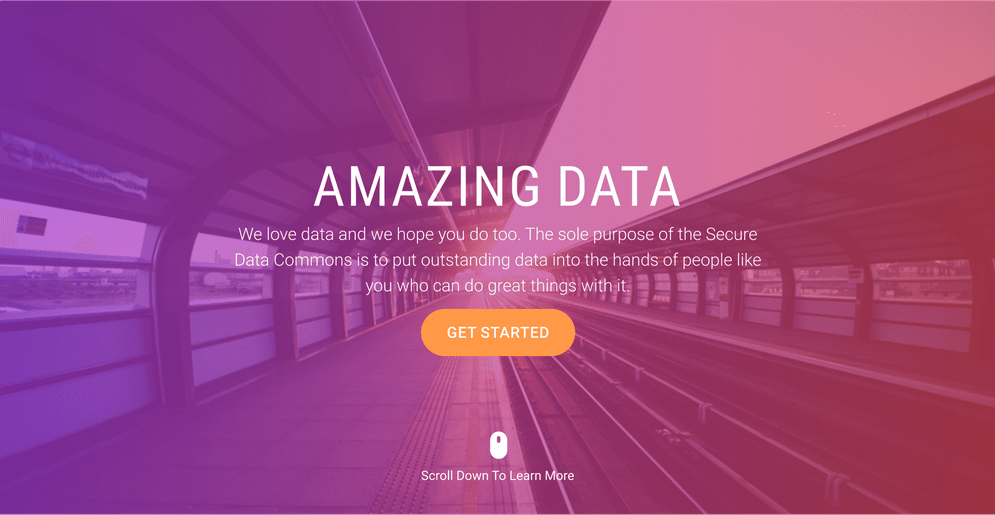 AMAZING DATA
We love data and we hope you do too. The sole purpose of the Secure
Data Commons is to put outstanding data into the hands of people like
you who can do great things with it.
GET STARTED
Scroll Down To Learn More